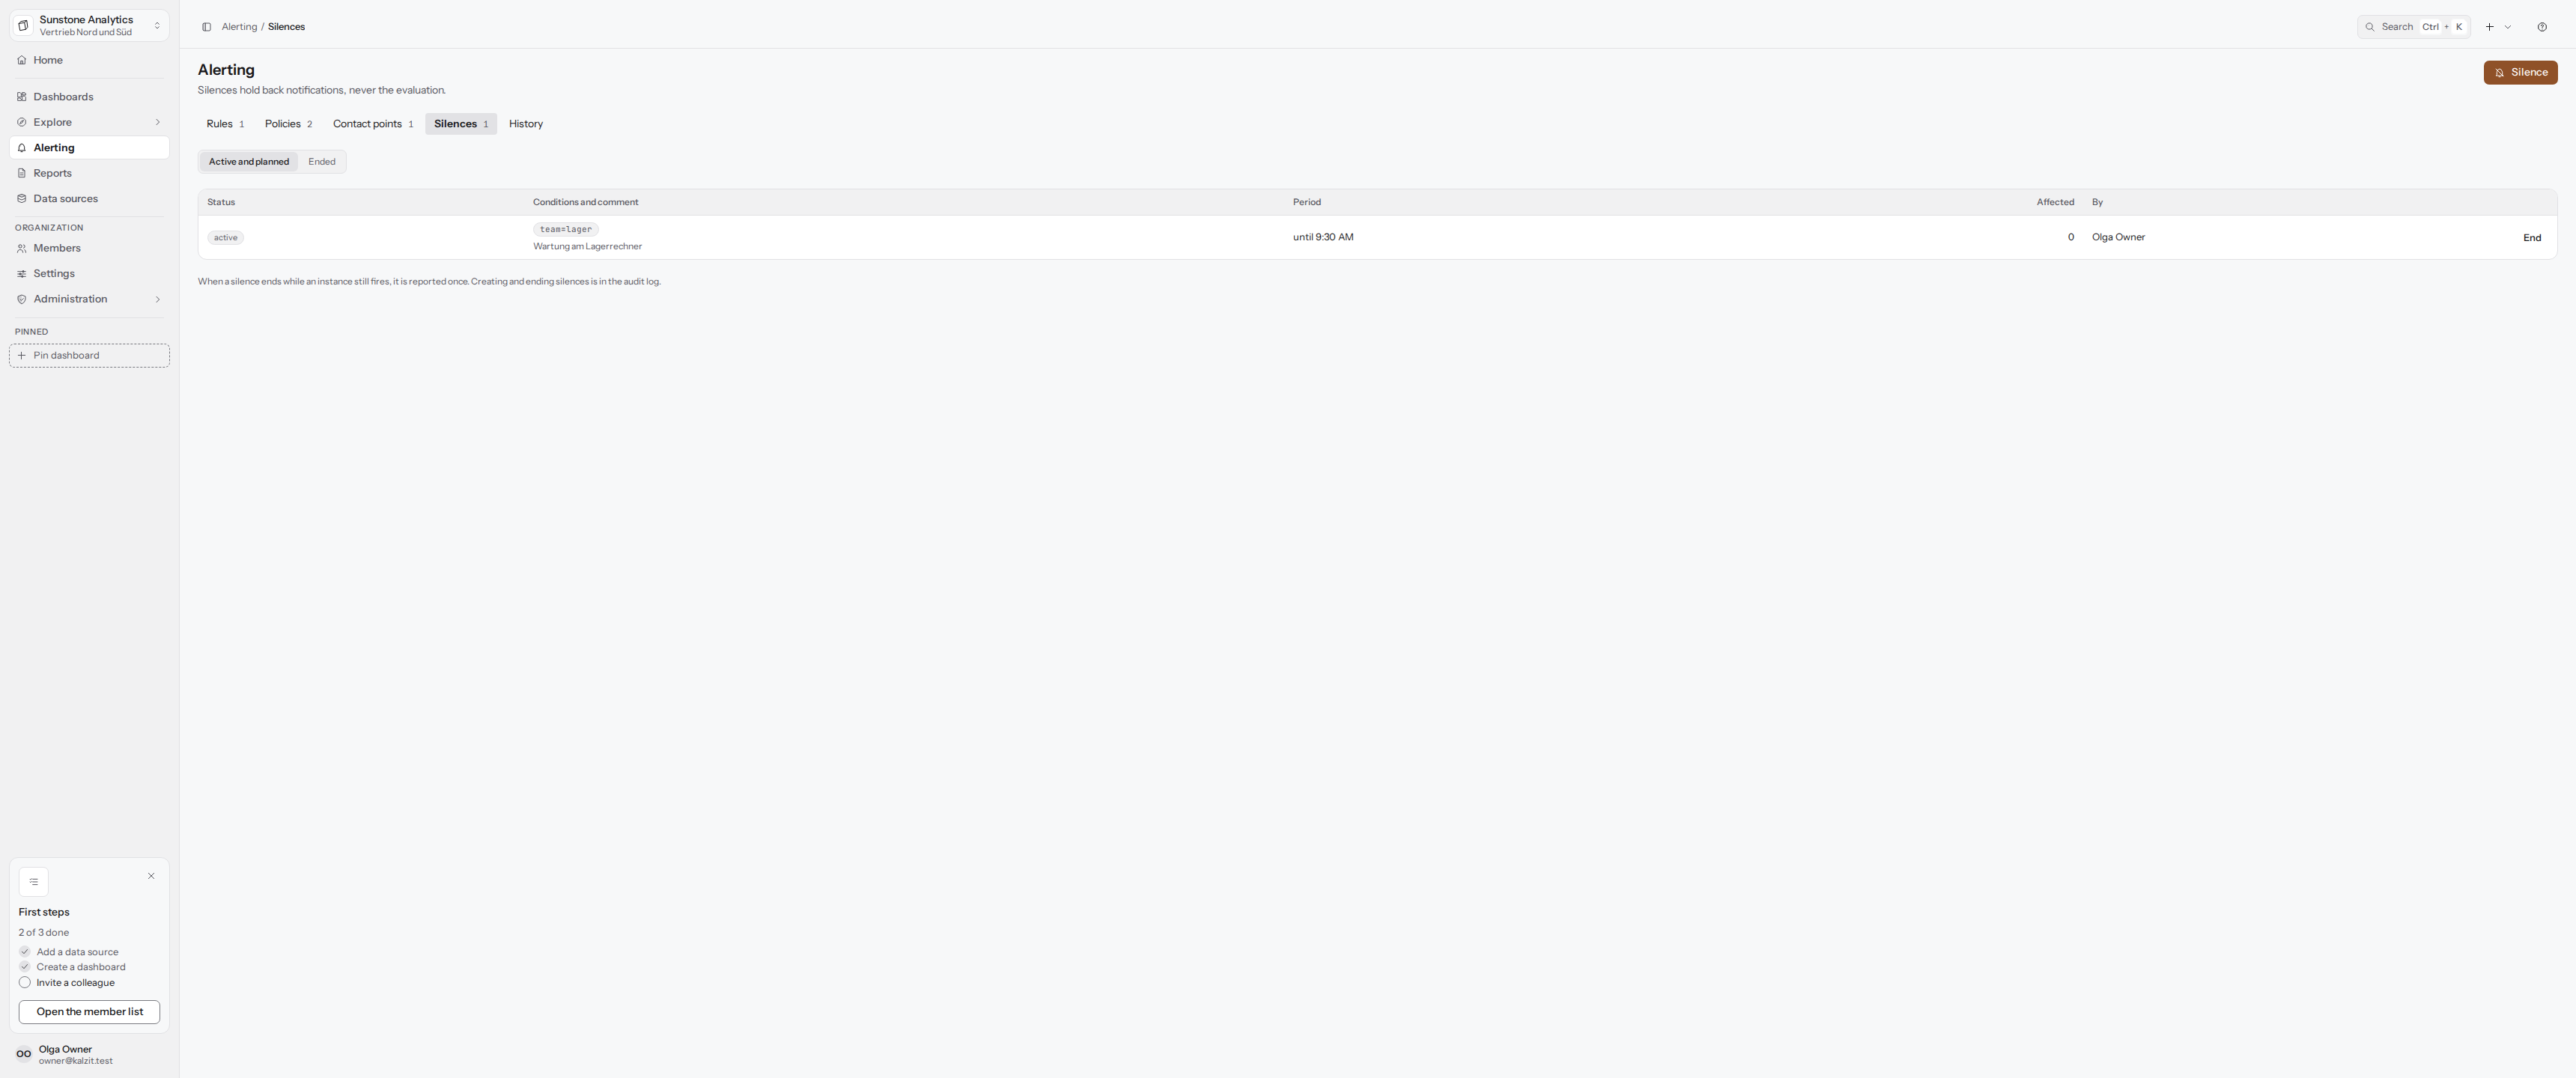 Sunstone Analytics
Vertrieb Nord und Süd
Home
Dashboards
Explore
Alerting
Reports
Data sources
ORGANIZATION
Members
Settings
Administration
PINNED
Pin dashboard
First steps
2 of 3 done
Add a data source
Create a dashboard
Invite a colleague
Open the member list
OO
Olga Owner
owner@kalzit.test
Alerting / Silences
Search Ctrl + K
Alerting
Silences hold back notifications, never the evaluation.
Silence
Rules 1 Policies 2 Contact points 1 Silences 1 History
Active and planned Ended
Status Conditions and comment Period Affected By
active team=lager until 9:30 AM 0 Olga Owner End
Wartung am Lagerrechner
When a silence ends while an instance still fires, it is reported once. Creating and ending silences is in the audit log.